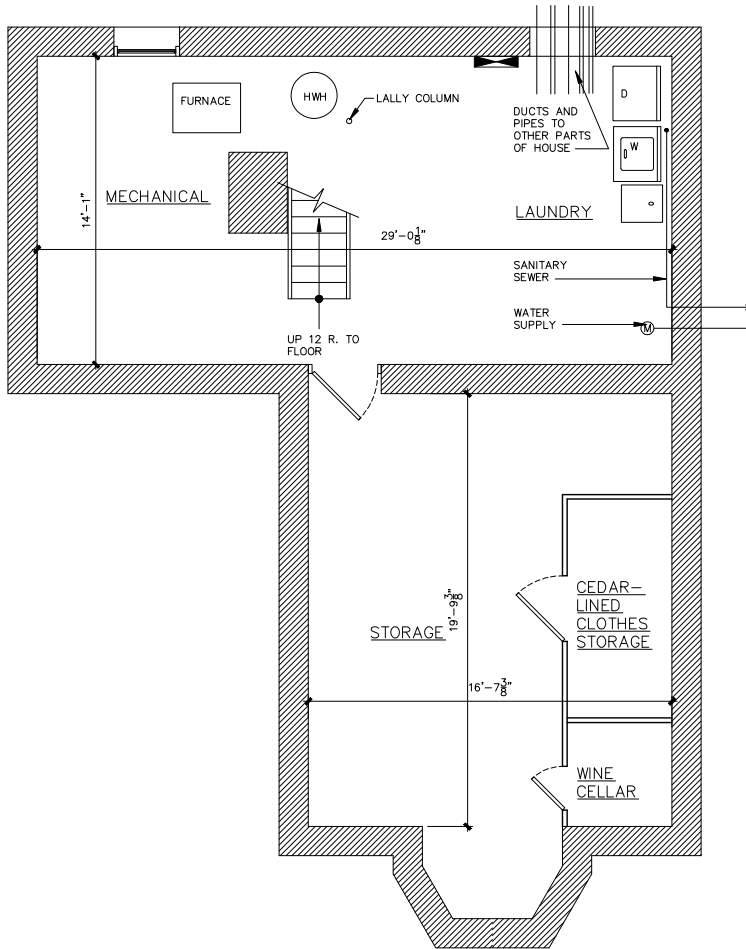 FURNACE
HWH
LALLY COLUMN
DUCTS AND
PIPES TO
OTHER PARTS
OF HOUSE
D
W
MECHANICAL
LAUNDRY
14'-1"
29'-0 1/8"
SANITARY
SEWER
WATER
SUPPLY
M
UP 12 R. TO
FLOOR
STORAGE
19'-9 3/8"
CEDAR-
LINED
CLOTHES
STORAGE
16'-7 3/8"
WINE
CELLAR